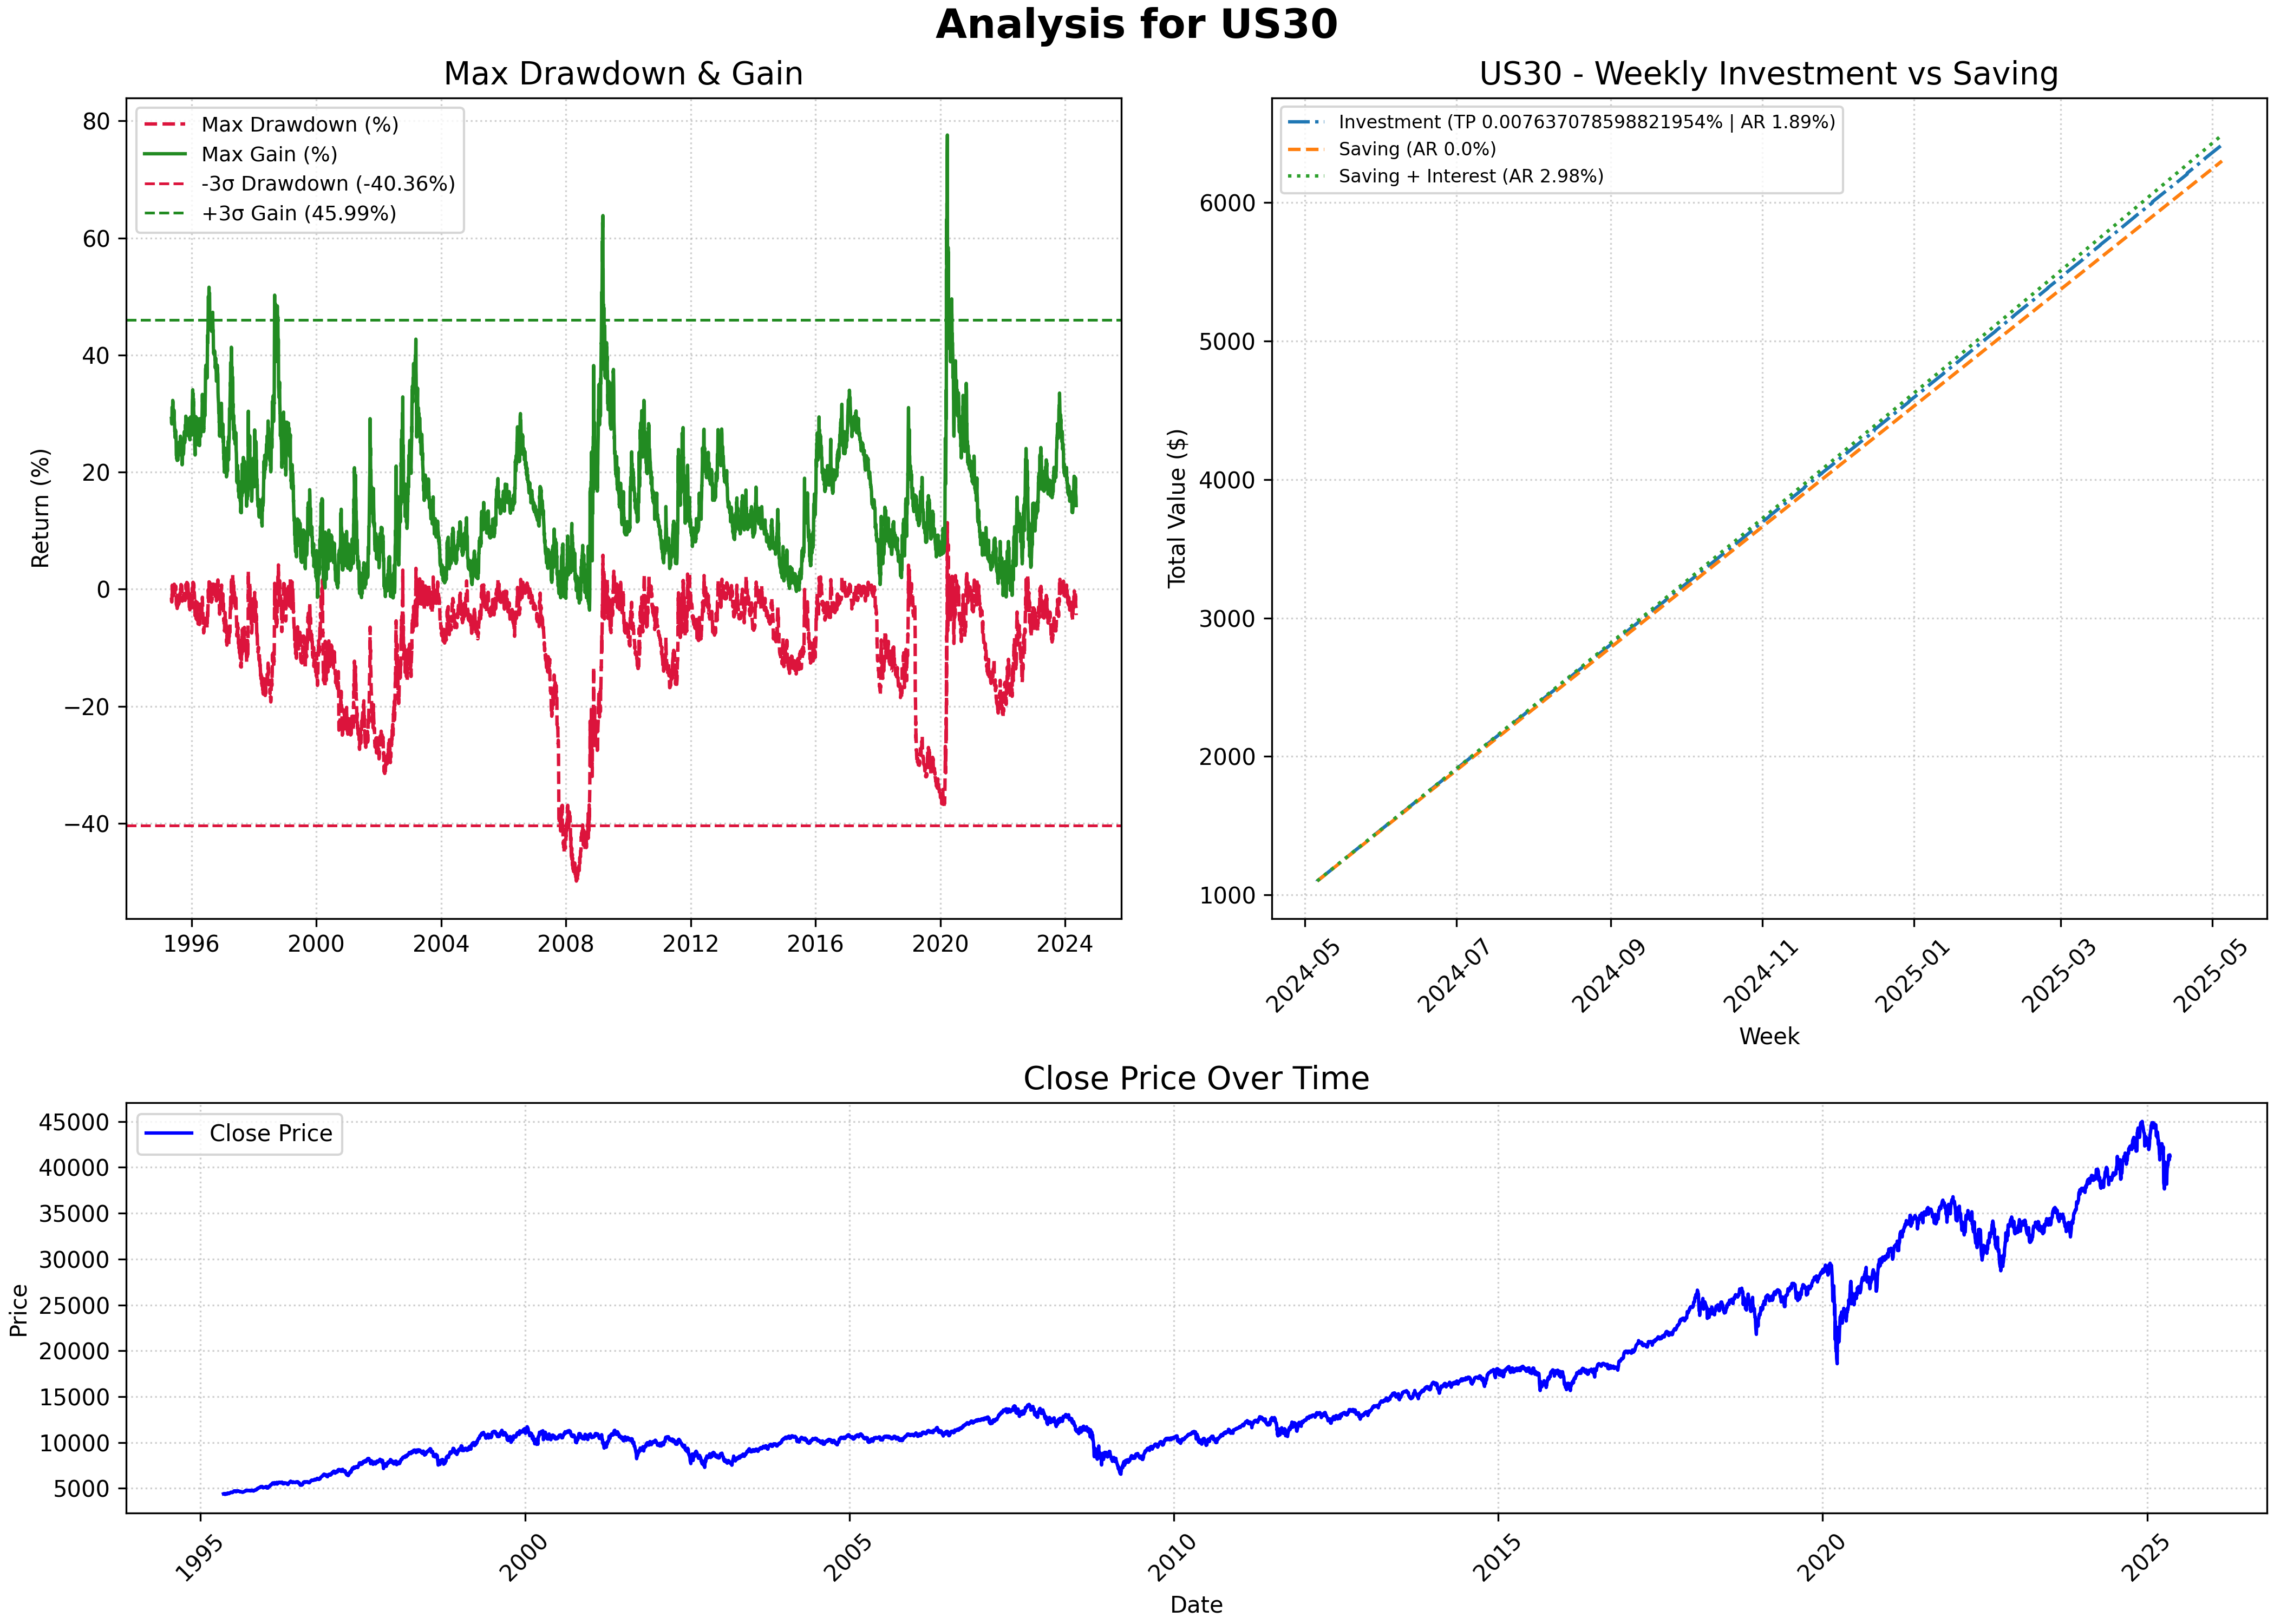 Analysis for US30
Max Drawdown & Gain
Max Drawdown (%)
Max Gain (%)
-3σ Drawdown (-40.36%)
+3σ Gain (45.99%)
Return (%)
80
60
40
20
0
−20
−40
1996
2000
2004
2008
2012
2016
2020
2024
US30 - Weekly Investment vs Saving
Investment (TP 0.007637078598821954% | AR 1.89%)
Saving (AR 0.0%)
Saving + Interest (AR 2.98%)
Total Value ($)
6000
5000
4000
3000
2000
1000
2024-05
2024-07
2024-09
2024-11
2025-01
2025-03
2025-05
Week
Close Price Over Time
Close Price
Price
45000
40000
35000
30000
25000
20000
15000
10000
5000
1995
2000
2005
2010
2015
2020
2025
Date